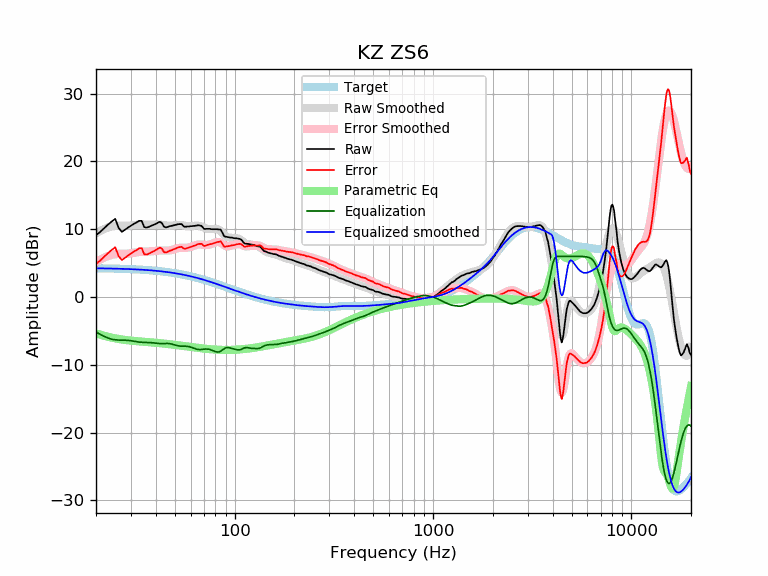 KZ ZS6
Target
Raw Smoothed
Error Smoothed
Raw
Error
Parametric Eq
Equalization
Equalized smoothed
30
20
10
0
−10
−20
−30
Amplitude (dBr)
100
1000
10000
Frequency (Hz)